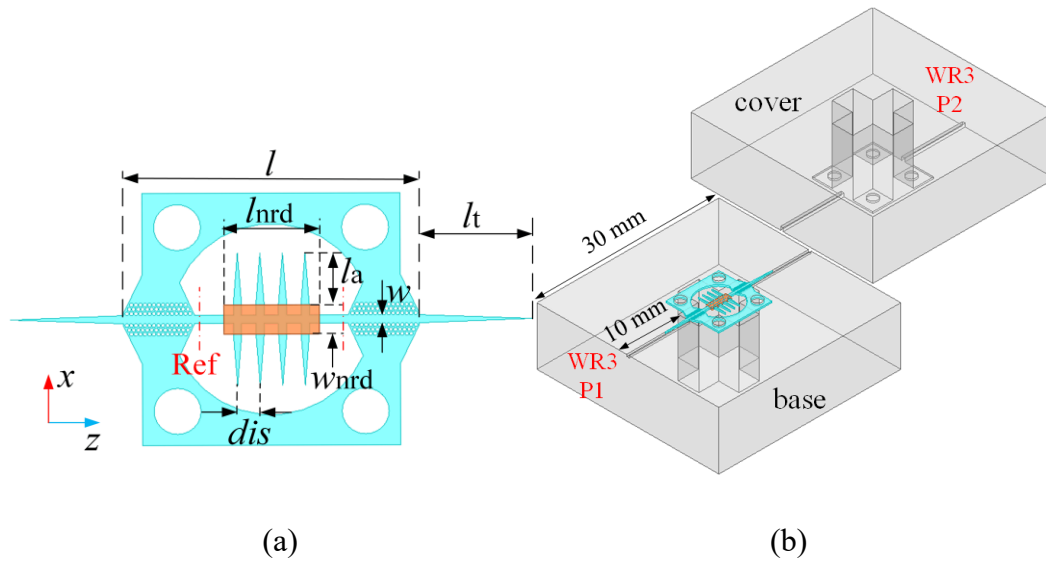 l
lnrd
lt
la
w
Ref
wnrd
x
z
dis
(a)
WR3
P2
cover
30 mm
10 mm
WR3
P1
base
(b)